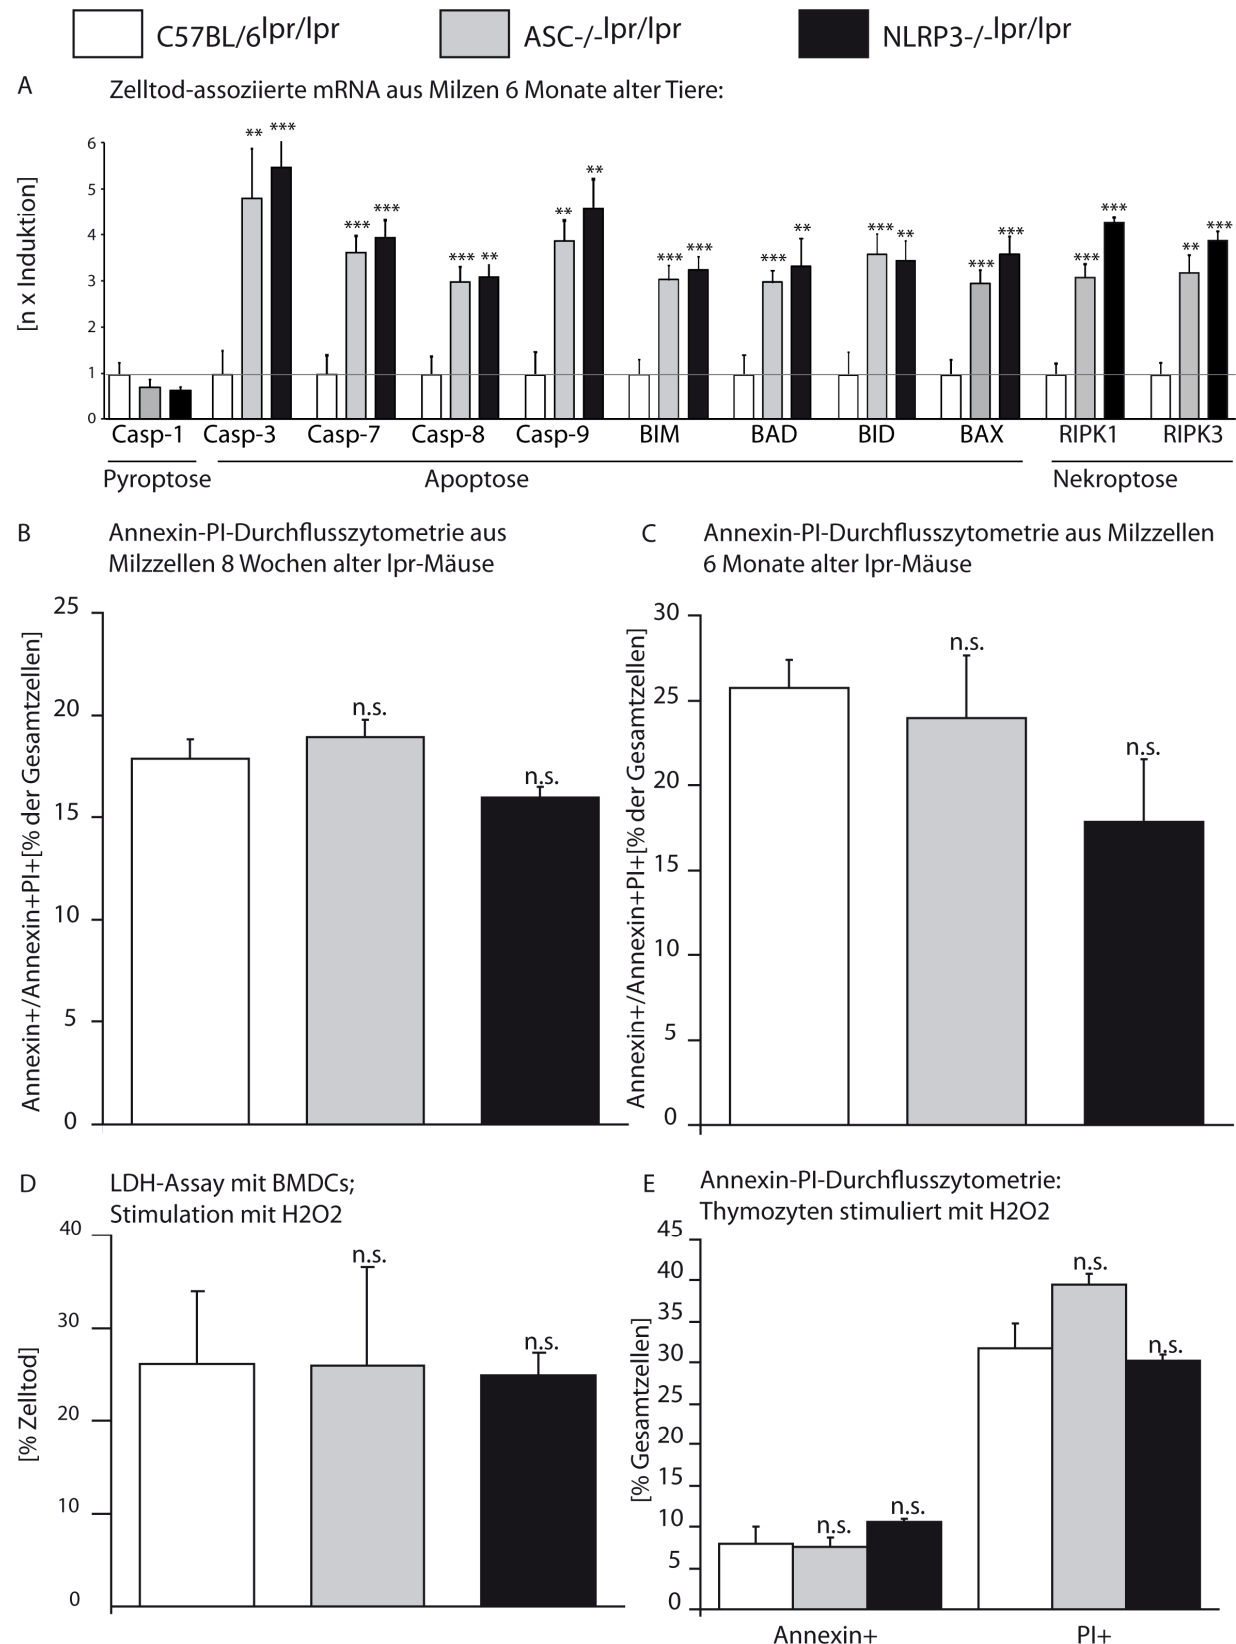 C57BL/6lpr/lpr ASC-/-lpr/lpr NLRP3-/-lpr/lpr
A Zelltod-assoziierte mRNA aus Milzen 6 Monate alter Tiere:
[n x Induktion]
6
5
4
3
2
1
0
** ***
*** ***
*** **
** **
*** ***
*** **
*** **
*** ***
*** ***
** ***
Casp-1 Casp-3 Casp-7 Casp-8 Casp-9 BIM BAD BID BAX RIPK1 RIPK3
Pyroptose Apoptose Nekroptose
B Annexin-PI-Durchflusszytometrie aus
Milzzellen 8 Wochen alter lpr-Mäuse
Annexin+/Annexin+PI+[% der Gesamtzellen]
25
20
15
10
5
0
n.s.
n.s.
C Annexin-PI-Durchflusszytometrie aus Milzzellen
6 Monate alter lpr-Mäuse
Annexin+/Annexin+PI+[% der Gesamtzellen]
30
25
20
15
10
5
0
n.s.
n.s.
D LDH-Assay mit BMDCs;
Stimulation mit H2O2
[% Zelltod]
40
30
20
10
0
n.s.
n.s.
E Annexin-PI-Durchflusszytometrie:
Thymozyten stimuliert mit H2O2
[% Gesamtzellen]
45
40
35
30
25
20
15
10
5
0
n.s.
n.s.
n.s.
n.s.
Annexin+ PI+